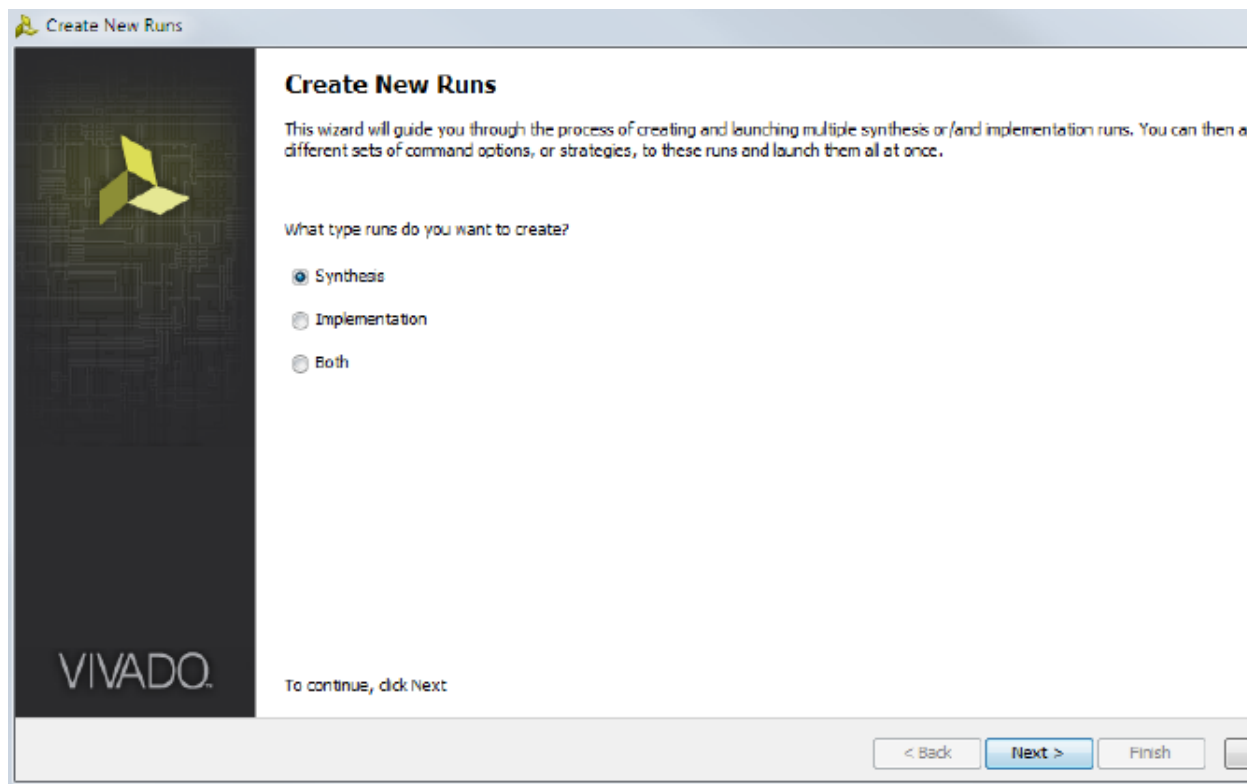 Create New Runs
Create New Runs
This wizard will guide you through the process of creating and launching multiple synthesis or/and implementation runs. You can then a
different sets of command options, or strategies, to these runs and launch them all at once.
What type runs do you want to create?
Synthesis
Implementation
Both
VIVADO™
To continue, click Next
< Back Next > Finish